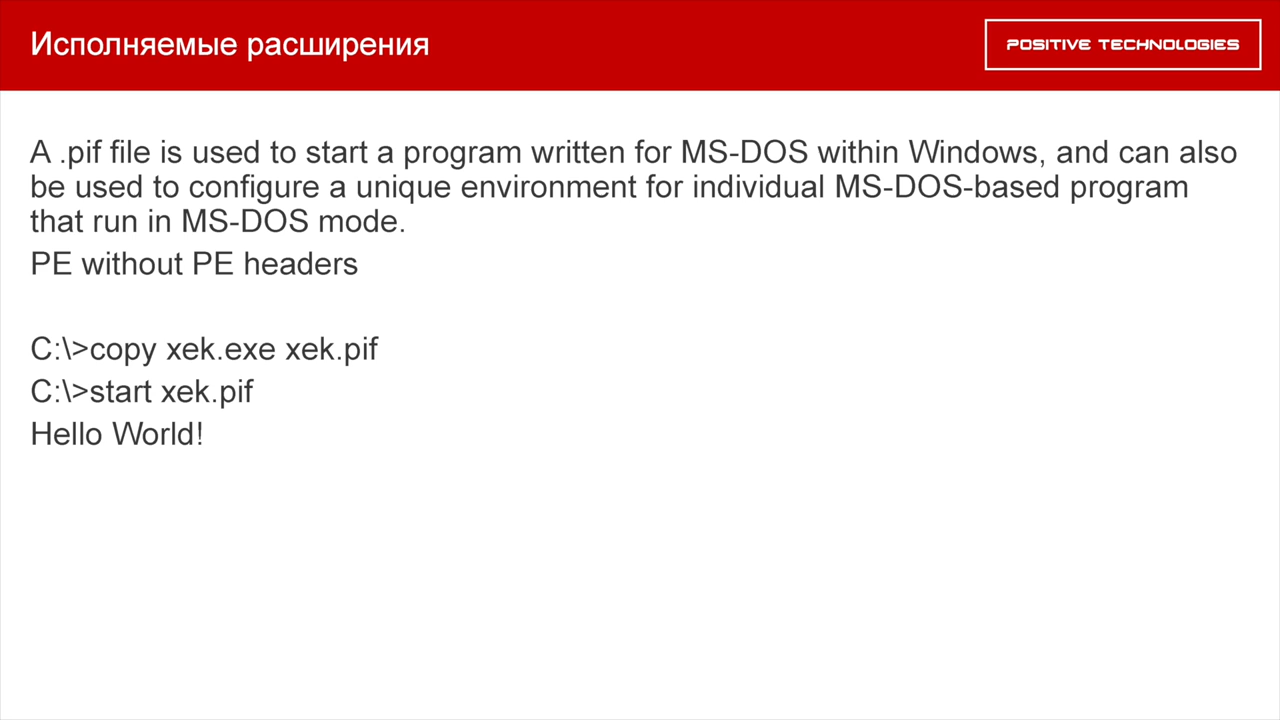 Исполняемые расширения
POSITIVE TECHNOLOGIES
A .pif file is used to start a program written for MS-DOS within Windows, and can also
be used to configure a unique environment for individual MS-DOS-based program
that run in MS-DOS mode.
PE without PE headers
C:\>copy xek.exe xek.pif
C:\>start xek.pif
Hello World!